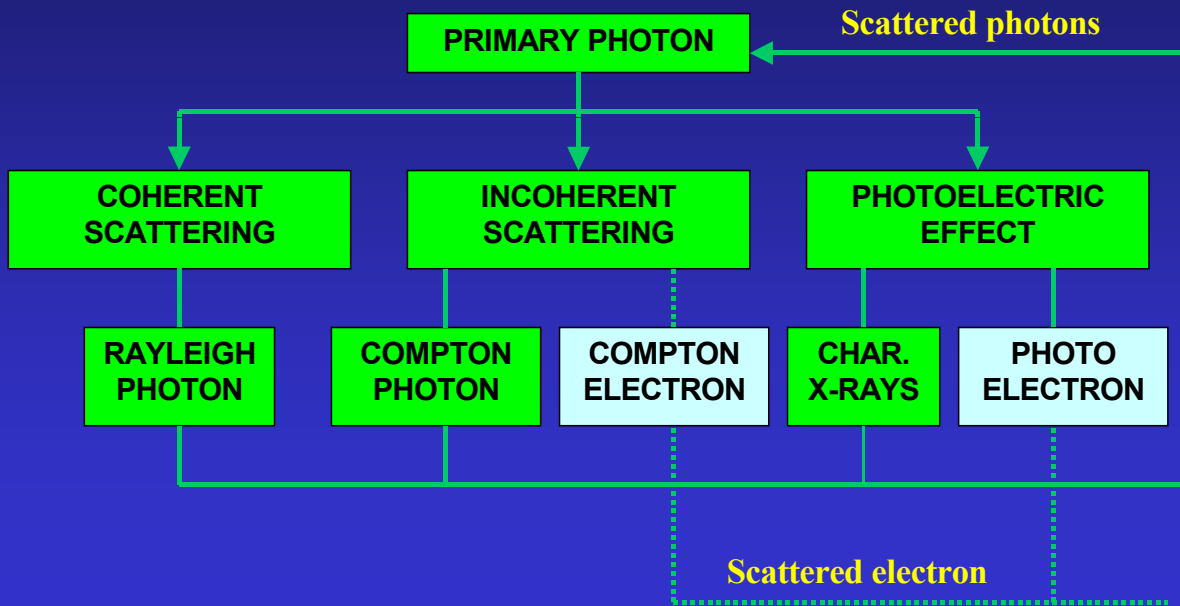 Scattered photons
PRIMARY PHOTON
COHERENT
SCATTERING
INCOHERENT
SCATTERING
PHOTOELECTRIC
EFFECT
RAYLEIGH
PHOTON
COMPTON
PHOTON
COMPTON
ELECTRON
CHAR.
X-RAYS
PHOTO
ELECTRON
Scattered electron